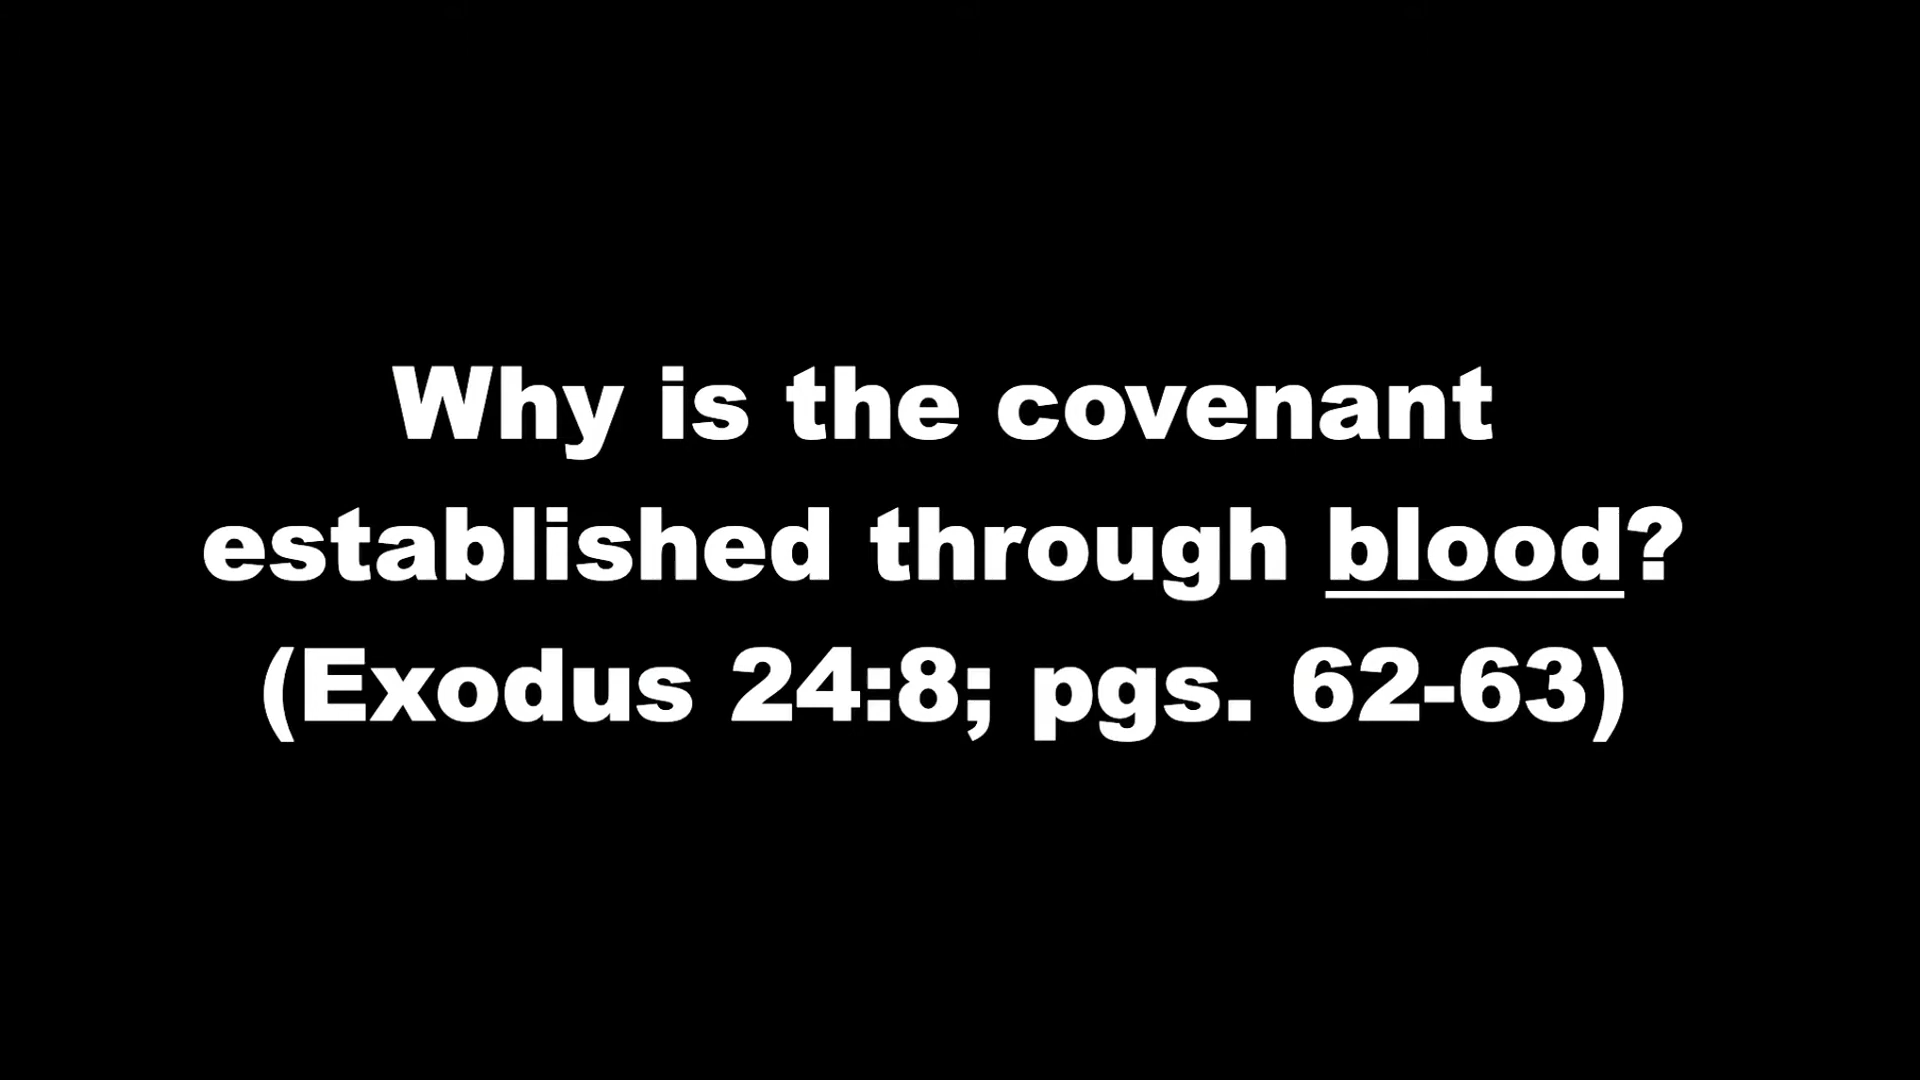 Why is the covenant
established through blood?
(Exodus 24:8; pgs. 62-63)